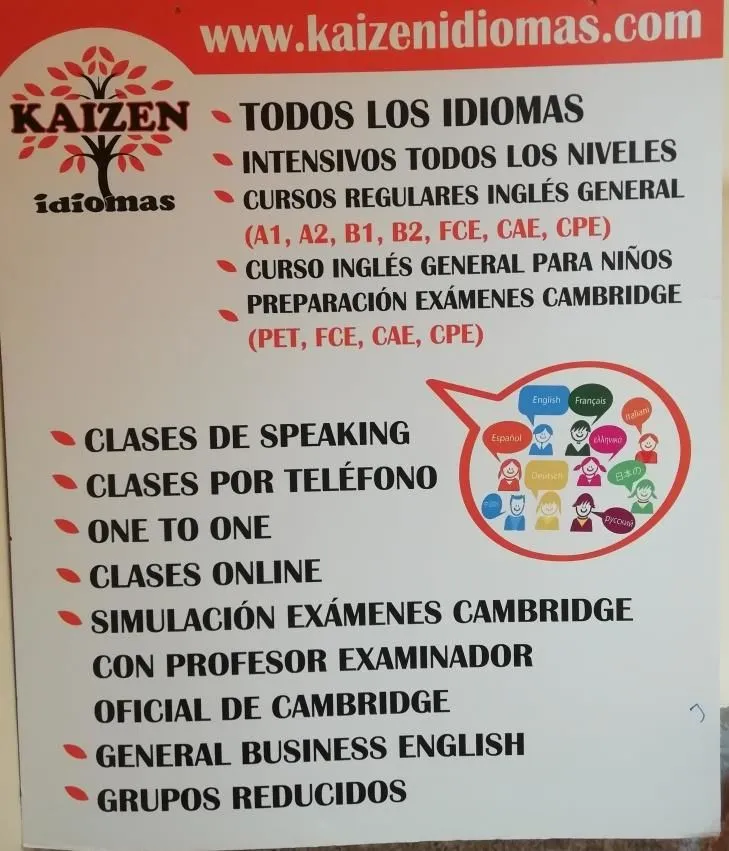 www.kaizenidiomas.com
KAIZEN
idiomas
TODOS LOS IDIOMAS
INTENSIVOS TODOS LOS NIVELES
CURSOS REGULARES INGLÉS GENERAL
(A1, A2, B1, B2, FCE, CAE, CPE)
CURSO INGLÉS GENERAL PARA NIÑOS
PREPARACIÓN EXÁMENES CAMBRIDGE
(PET, FCE, CAE, CPE)
English
Français
Italiani
Español
ελληνικά
Deutsch
日本の
русский
CLASES DE SPEAKING
CLASES POR TELÉFONO
ONE TO ONE
CLASES ONLINE
SIMULACIÓN EXÁMENES CAMBRIDGE
CON PROFESOR EXAMINADOR
OFICIAL DE CAMBRIDGE
GENERAL BUSINESS ENGLISH
GRUPOS REDUCIDOS